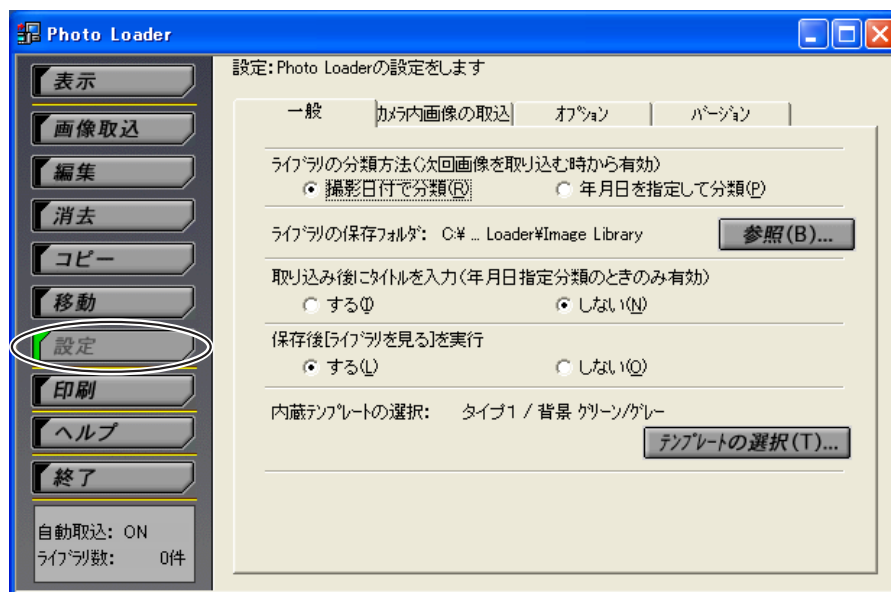 Photo Loader
表示
画像取込
編集
消去
コピー
移動
設定
印刷
ヘルプ
終了
自動取込: ON
ライブラリ数: 0件
設定:Photo Loaderの設定をします
一般 カメラ内画像の取込 オプション バージョン
ライブラリの分類方法(次回画像を取り込む時から有効)
撮影日付で分類(R) 年月日を指定して分類(P)
ライブラリの保存フォルダ: C:¥ ... Loader¥Image Library 参照(B)...
取り込み後にタイトルを入力(年月日指定分類のときのみ有効)
する(I) しない(N)
保存後[ライブラリを見る]を実行
する(L) しない(O)
内蔵テンプレートの選択: タイプ1 / 背景 グリーン/グレー
テンプレートの選択(T)...